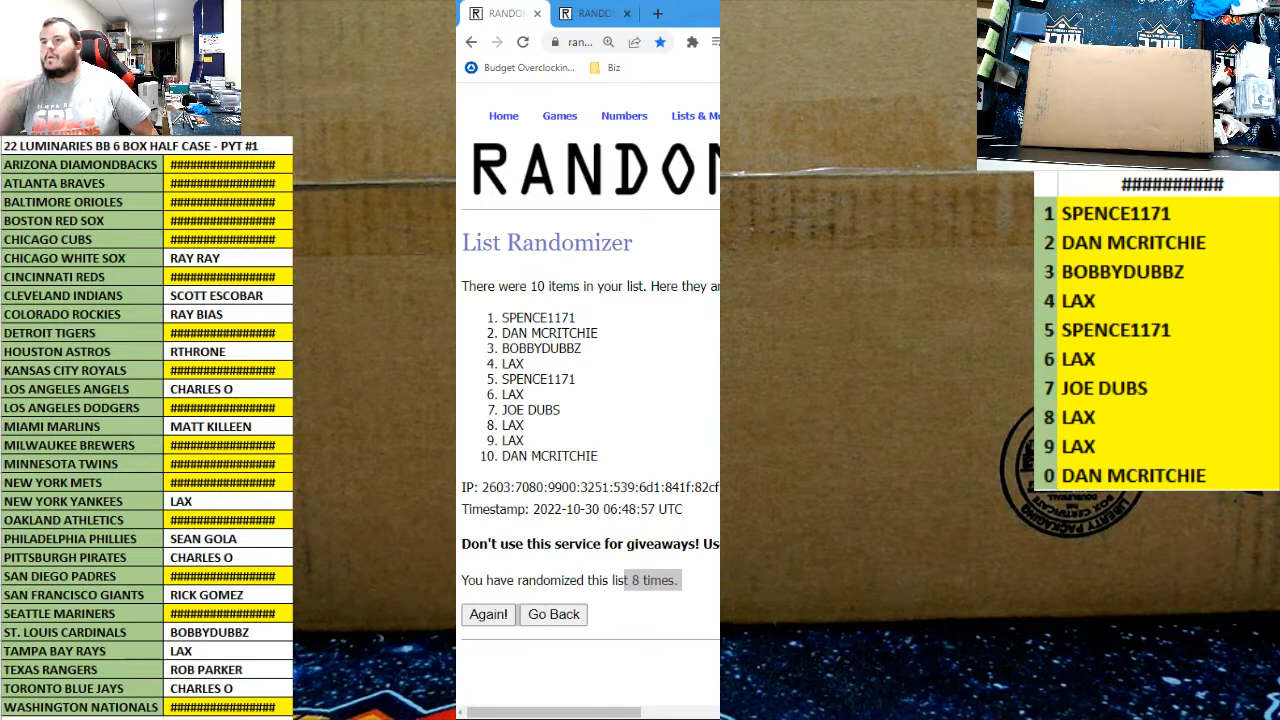 22 LUMINARIES BB 6 BOX HALF CASE - PYT #1
ARIZONA DIAMONDBACKS ################
ATLANTA BRAVES ################
BALTIMORE ORIOLES ################
BOSTON RED SOX ################
CHICAGO CUBS ################
CHICAGO WHITE SOX RAY RAY
CINCINNATI REDS ################
CLEVELAND INDIANS SCOTT ESCOBAR
COLORADO ROCKIES RAY BIAS
DETROIT TIGERS ################
HOUSTON ASTROS RTHRONE
KANSAS CITY ROYALS ################
LOS ANGELES ANGELS CHARLES O
LOS ANGELES DODGERS ################
MIAMI MARLINS MATT KILLEEN
MILWAUKEE BREWERS ################
MINNESOTA TWINS ################
NEW YORK METS ################
NEW YORK YANKEES LAX
OAKLAND ATHLETICS ################
PHILADELPHIA PHILLIES SEAN GOLA
PITTSBURGH PIRATES CHARLES O
SAN DIEGO PADRES ################
SAN FRANCISCO GIANTS RICK GOMEZ
SEATTLE MARINERS ################
ST. LOUIS CARDINALS BOBBYDUBBZ
TAMPA BAY RAYS LAX
TEXAS RANGERS ROB PARKER
TORONTO BLUE JAYS CHARLES O
WASHINGTON NATIONALS ################
R RANDO
R RANDO
ran...
Budget Overclockin... Biz
Home Games Numbers Lists & Mo
RANDO
List Randomizer
There were 10 items in your list. Here they ar
1. SPENCE1171
2. DAN MCRITCHIE
3. BOBBYDUBBZ
4. LAX
5. SPENCE1171
6. LAX
7. JOE DUBS
8. LAX
9. LAX
10. DAN MCRITCHIE
IP: 2603:7080:9900:3251:539:6d1:841f:82cf
Timestamp: 2022-10-30 06:48:57 UTC
Don't use this service for giveaways! Us
You have randomized this list 8 times.
Again! Go Back
##########
1 SPENCE1171
2 DAN MCRITCHIE
3 BOBBYDUBBZ
4 LAX
5 SPENCE1171
6 LAX
7 JOE DUBS
8 LAX
9 LAX
0 DAN MCRITCHIE
LIBERTY PACKAGING
BOX CERTIFICATE
DOUBLEWALL